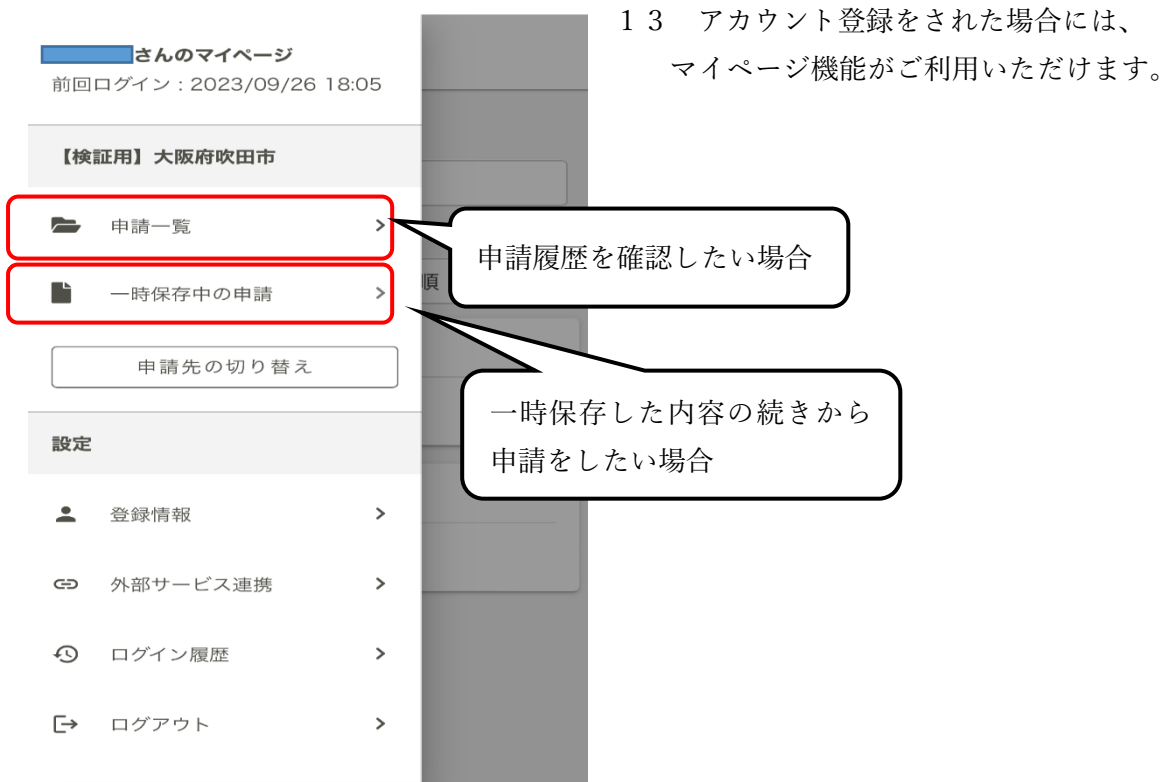 １３　アカウント登録をされた場合には、
マイページ機能がご利用いただけます。
さんのマイページ
前回ログイン : 2023/09/26 18:05
【検証用】大阪府吹田市
申請一覧
申請履歴を確認したい場合
一時保存中の申請
順
申請先の切り替え
一時保存した内容の続きから
申請をしたい場合
設定
登録情報
外部サービス連携
ログイン履歴
ログアウト